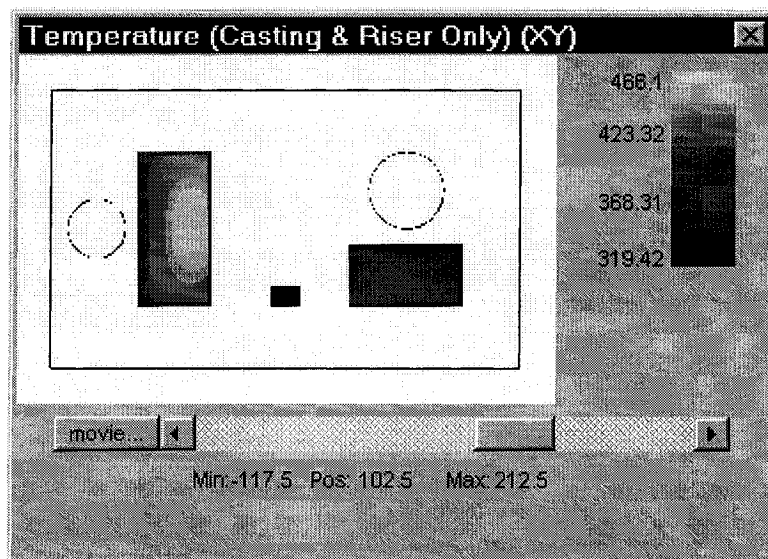 Temperature (Casting & Riser Only) (XY)
466.1
423.32
368.31
319.42
movie...
Min:-117.5 Pos: 102.5 Max: 212.5